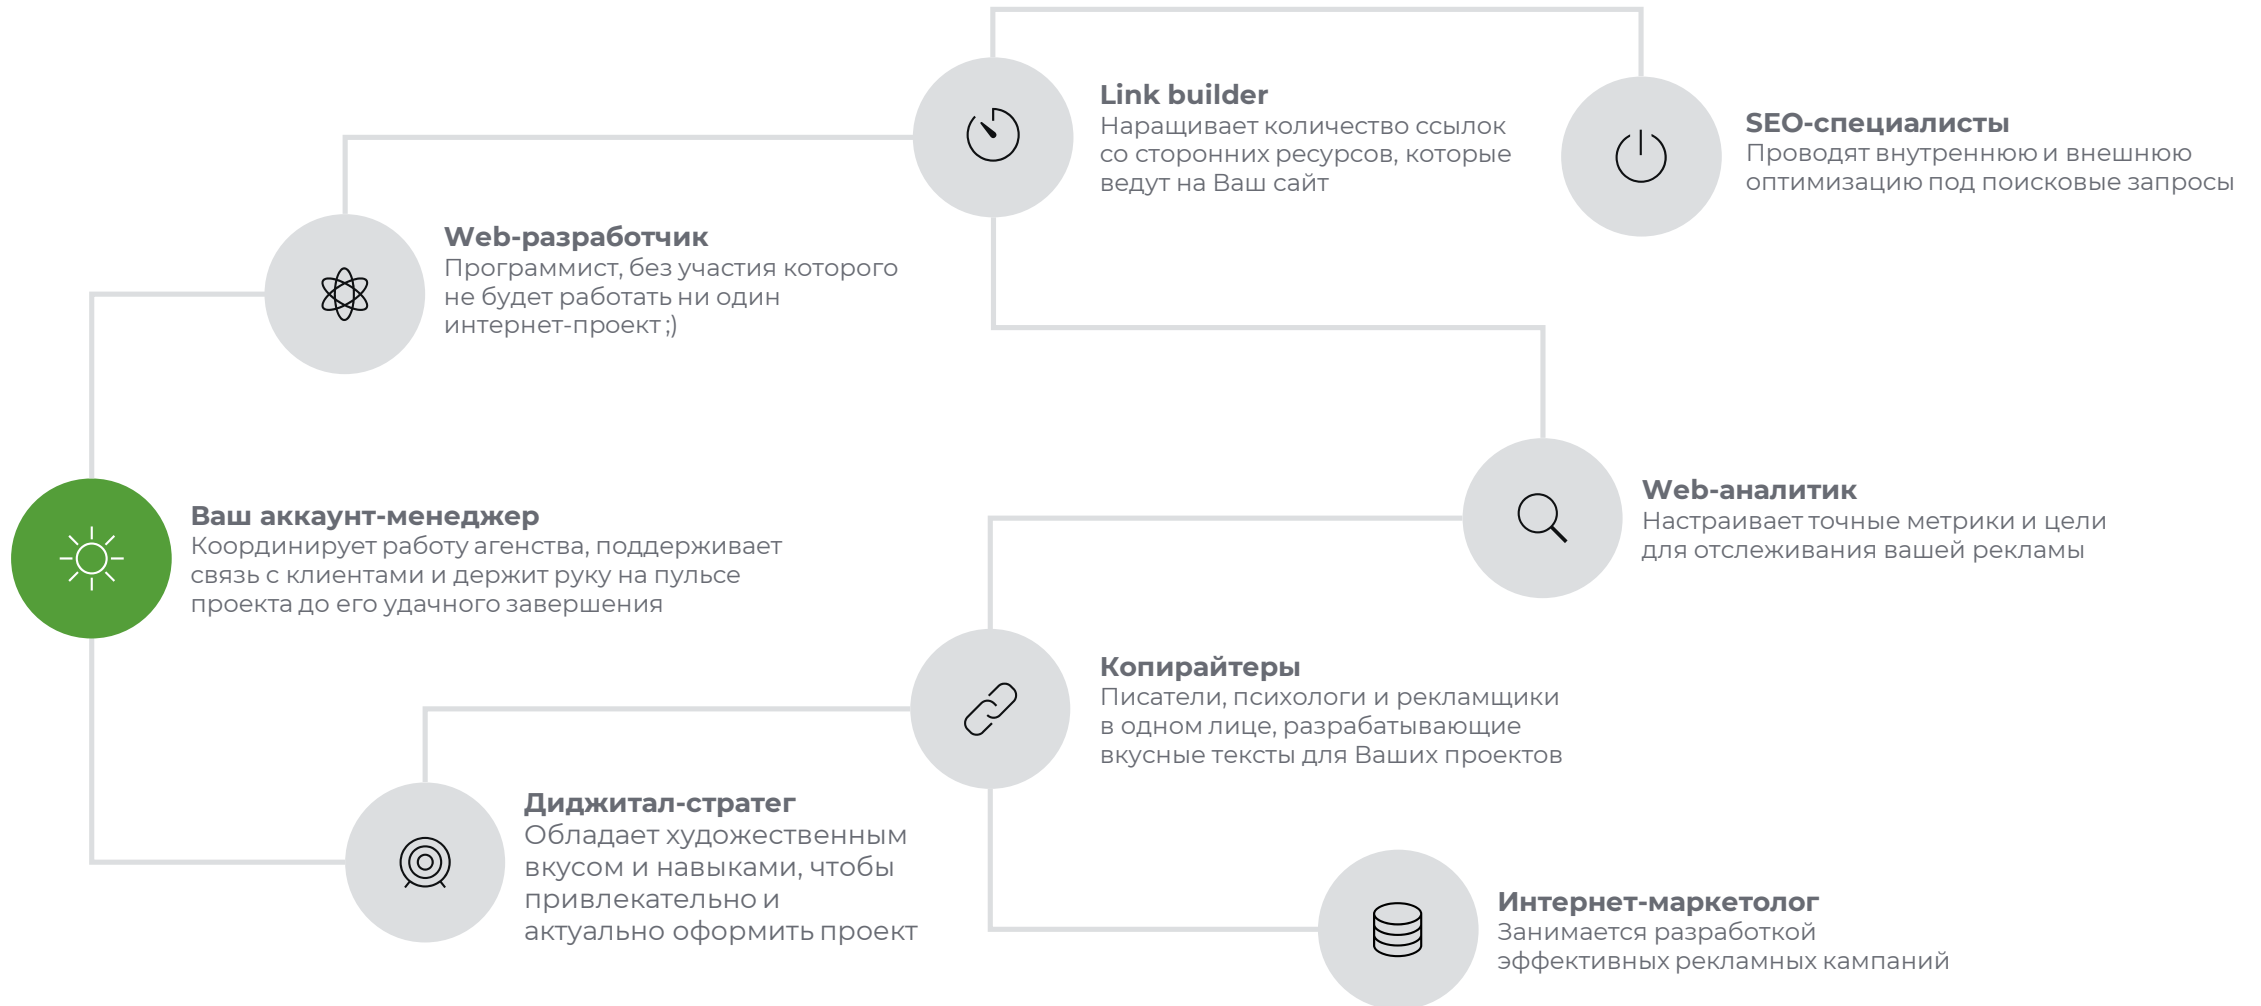 Link builder
Наращивает количество ссылок
со сторонних ресурсов, которые
ведут на Ваш сайт
SEO-специалисты
Проводят внутреннюю и внешнюю
оптимизацию под поисковые запросы
Web-разработчик
Программист, без участия которого
не будет работать ни один
интернет-проект ;)
Ваш аккаунт-менеджер
Координирует работу агенства, поддерживает
связь с клиентами и держит руку на пульсе
проекта до его удачного завершения
Web-аналитик
Настраивает точные метрики и цели
для отслеживания вашей рекламы
Копирайтеры
Писатели, психологи и рекламщики
в одном лице, разрабатывающие
вкусные тексты для Ваших проектов
Диджитал-стратег
Обладает художественным
вкусом и навыками, чтобы
привлекательно и
актуально оформить проект
Интернет-маркетолог
Занимается разработкой
эффективных рекламных кампаний